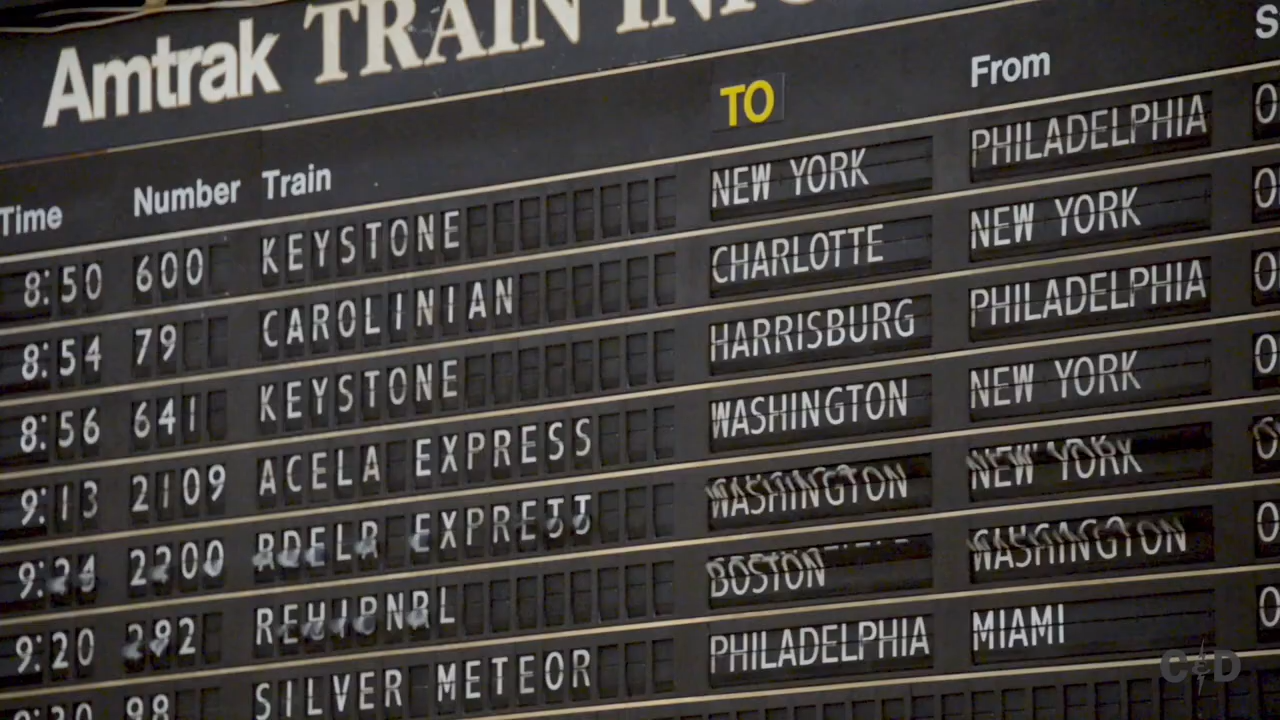 Amtrak TRAIN
S
Time Number Train TO From
8:50 600 KEYSTONE NEW YORK PHILADELPHIA
8:54 79 CAROLINIAN CHARLOTTE NEW YORK
8:56 641 KEYSTONE HARRISBURG PHILADELPHIA
9:13 2109 ACELA EXPRESS WASHINGTON NEW YORK
2200 WASHINGTON NEW YORK
9:20 BOSTON WASHINGTON
98 SILVER METEOR PHILADELPHIA MIAMI
C&D